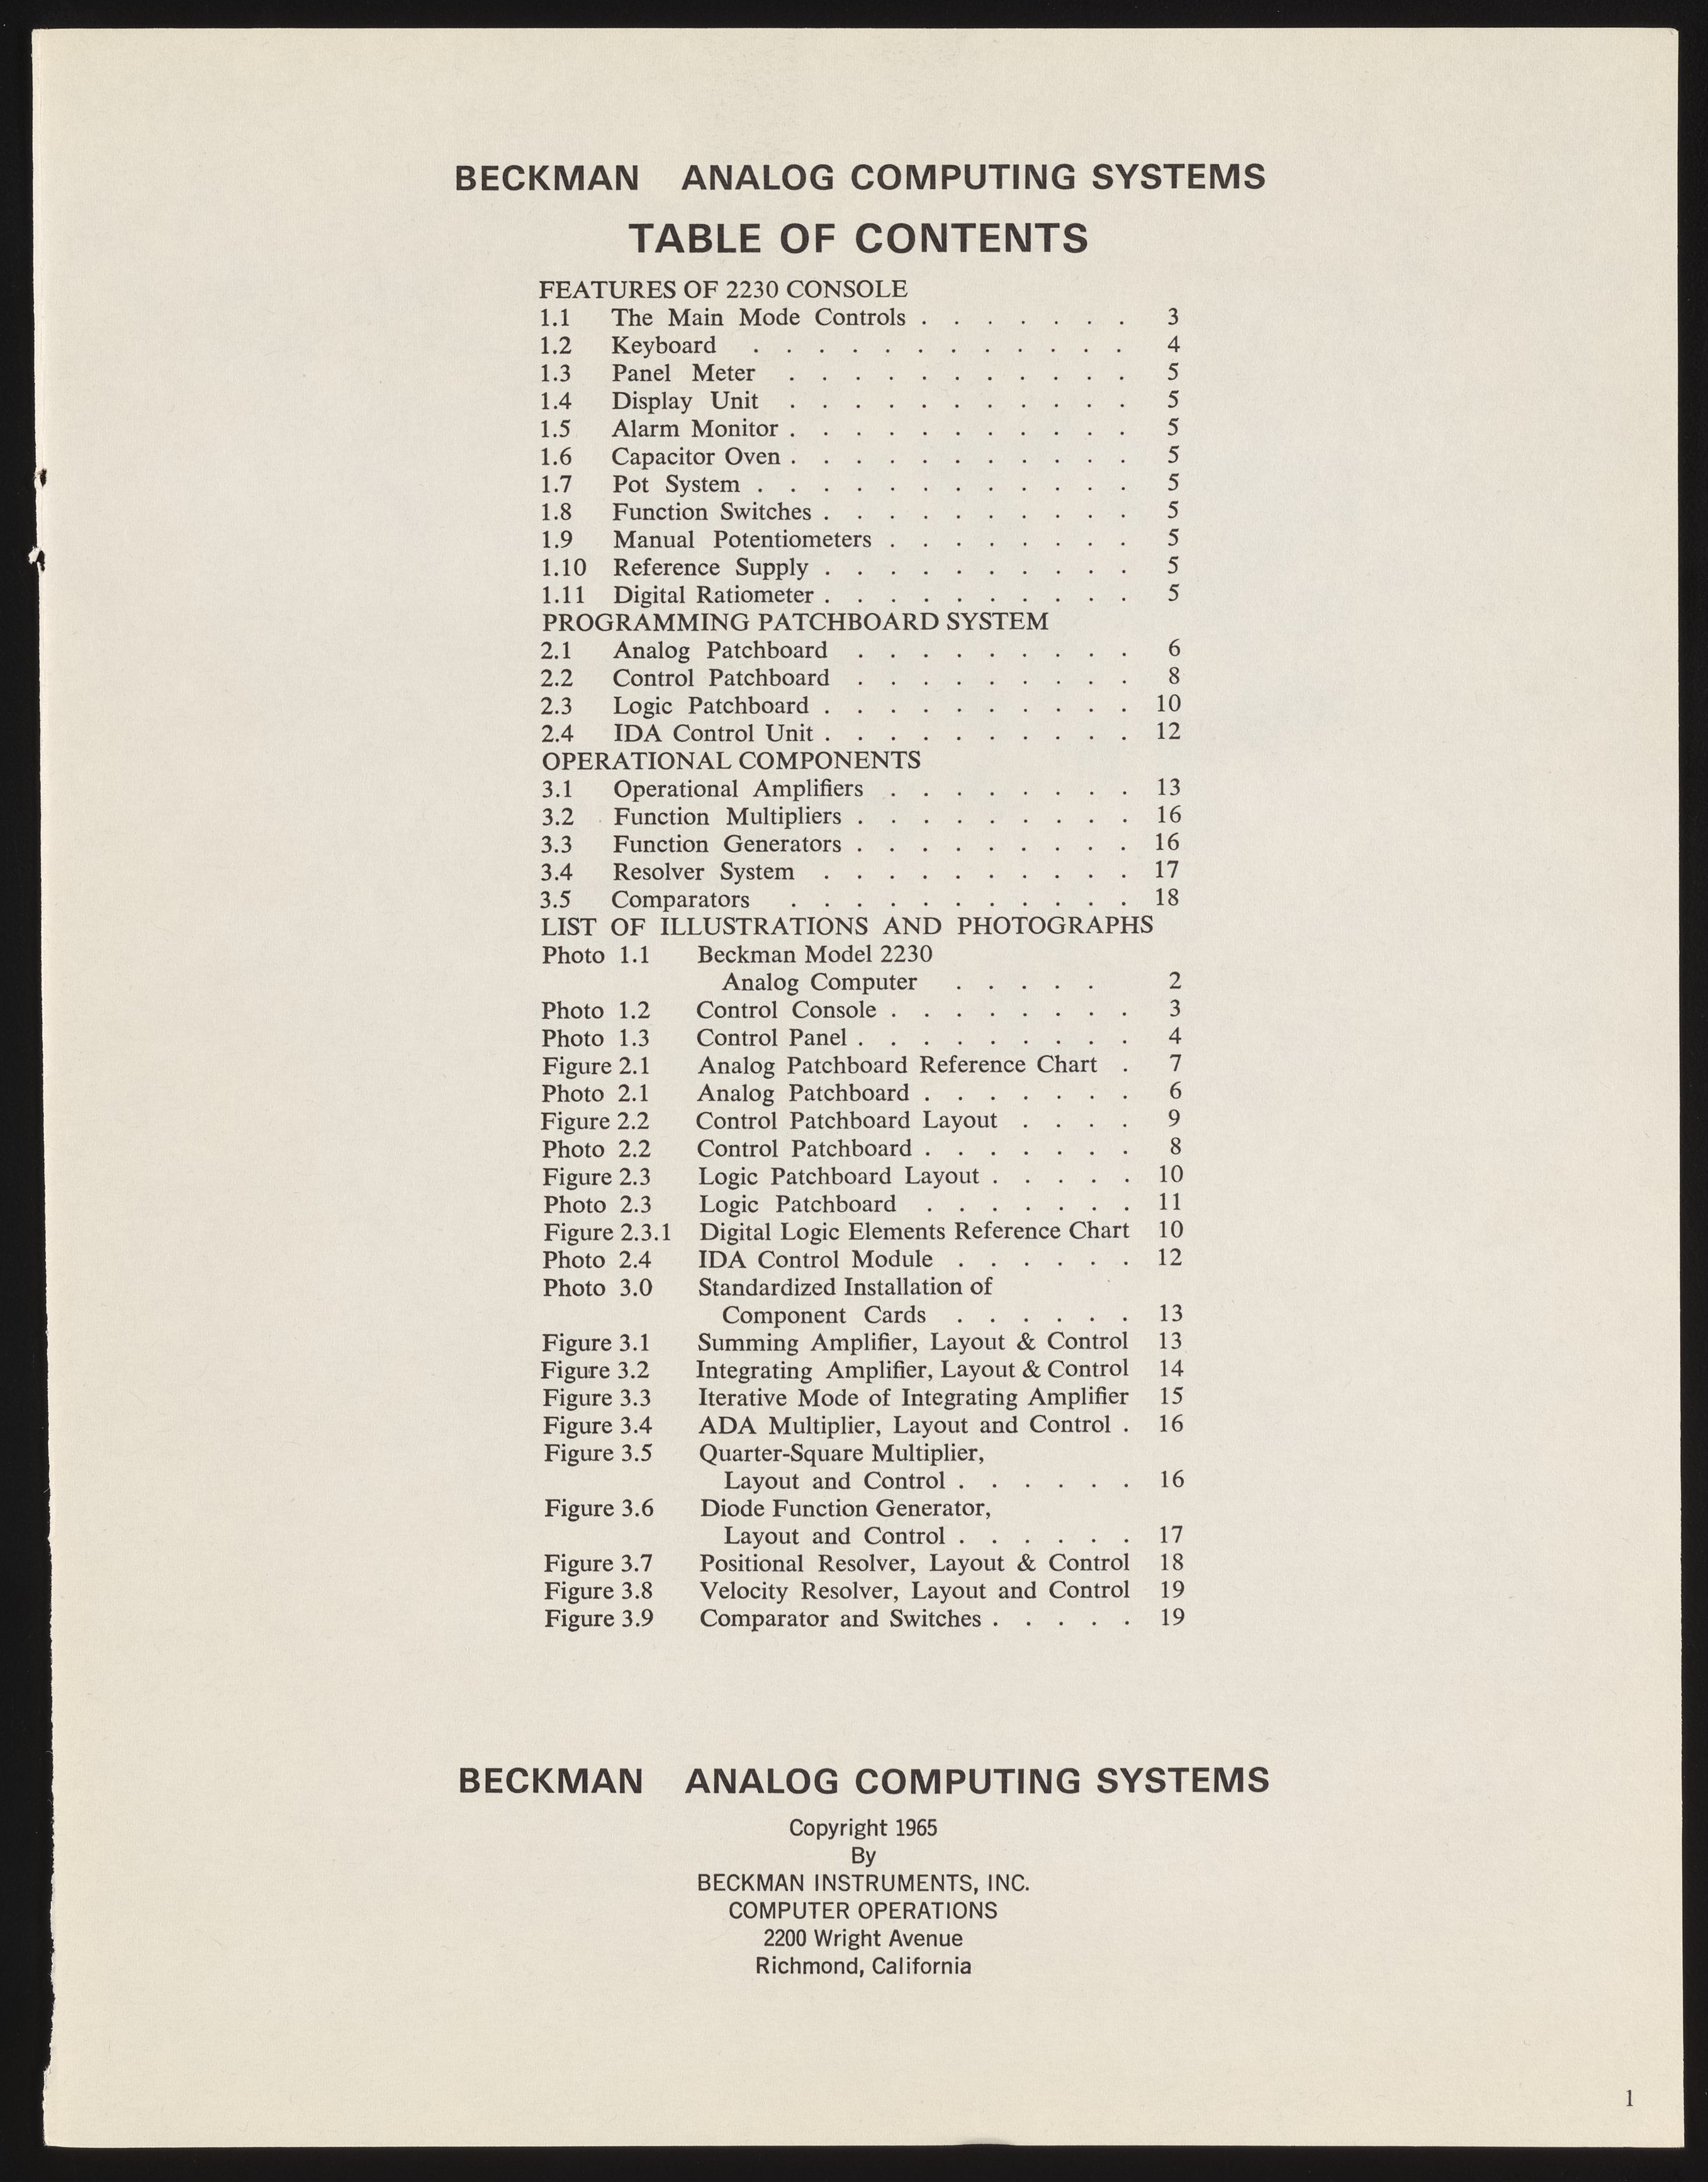 BECKMAN ANALOG COMPUTING SYSTEMS
TABLE OF CONTENTS
FEATURES OF 2230 CONSOLE
1.1 The Main Mode Controls . . . . . . . 3
1.2 Keyboard . . . . . . . . . . . . 4
1.3 Panel Meter . . . . . . . . . . . 5
1.4 Display Unit . . . . . . . . . . . 5
1.5 Alarm Monitor . . . . . . . . . . . 5
1.6 Capacitor Oven . . . . . . . . . . . 5
1.7 Pot System . . . . . . . . . . . . 5
1.8 Function Switches . . . . . . . . . . 5
1.9 Manual Potentiometers . . . . . . . . 5
1.10 Reference Supply . . . . . . . . . . 5
1.11 Digital Ratiometer . . . . . . . . . . 5
PROGRAMMING PATCHBOARD SYSTEM
2.1 Analog Patchboard . . . . . . . . . 6
2.2 Control Patchboard . . . . . . . . . 8
2.3 Logic Patchboard . . . . . . . . . . 10
2.4 IDA Control Unit . . . . . . . . . . 12
OPERATIONAL COMPONENTS
3.1 Operational Amplifiers . . . . . . . . 13
3.2 Function Multipliers . . . . . . . . . 16
3.3 Function Generators . . . . . . . . . 16
3.4 Resolver System . . . . . . . . . . 17
3.5 Comparators . . . . . . . . . . . 18
LIST OF ILLUSTRATIONS AND PHOTOGRAPHS
Photo 1.1 Beckman Model 2230
Analog Computer . . . . . 2
Photo 1.2 Control Console . . . . . . . . 3
Photo 1.3 Control Panel . . . . . . . . . 4
Figure 2.1 Analog Patchboard Reference Chart . 7
Photo 2.1 Analog Patchboard . . . . . . . 6
Figure 2.2 Control Patchboard Layout . . . . 9
Photo 2.2 Control Patchboard . . . . . . . 8
Figure 2.3 Logic Patchboard Layout . . . . . 10
Photo 2.3 Logic Patchboard . . . . . . . 11
Figure 2.3.1 Digital Logic Elements Reference Chart 10
Photo 2.4 IDA Control Module . . . . . . 12
Photo 3.0 Standardized Installation of
Component Cards . . . . . . 13
Figure 3.1 Summing Amplifier, Layout & Control 13
Figure 3.2 Integrating Amplifier, Layout & Control 14
Figure 3.3 Iterative Mode of Integrating Amplifier 15
Figure 3.4 ADA Multiplier, Layout and Control . 16
Figure 3.5 Quarter-Square Multiplier,
Layout and Control . . . . . . 16
Figure 3.6 Diode Function Generator,
Layout and Control . . . . . . 17
Figure 3.7 Positional Resolver, Layout & Control 18
Figure 3.8 Velocity Resolver, Layout and Control 19
Figure 3.9 Comparator and Switches . . . . . 19
BECKMAN ANALOG COMPUTING SYSTEMS
Copyright 1965
By
BECKMAN INSTRUMENTS, INC.
COMPUTER OPERATIONS
2200 Wright Avenue
Richmond, California
1